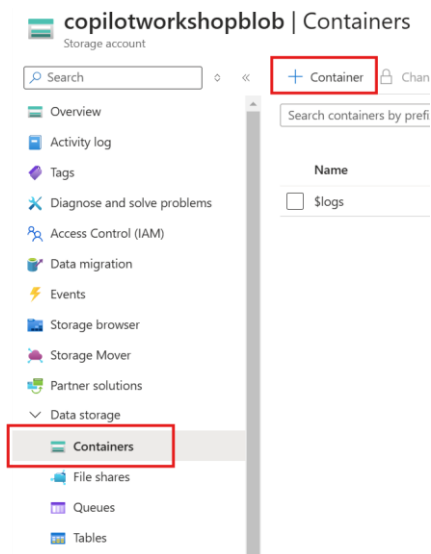 copilotworkshopblob | Containers
Storage account
Search
Container
Chan
Search containers by prefi
Name
$logs
Overview
Activity log
Tags
Diagnose and solve problems
Access Control (IAM)
Data migration
Events
Storage browser
Storage Mover
Partner solutions
Data storage
Containers
File shares
Queues
Tables